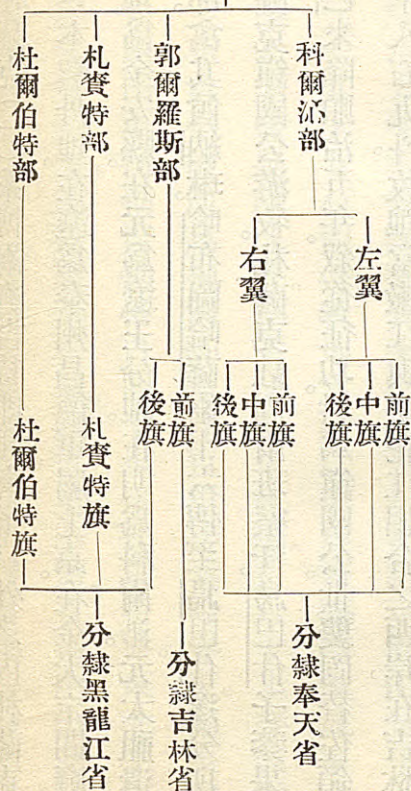 科爾沁部
左翼
前旗
中旗
後旗
右翼
前旗
中旗
後旗
分隸奉天省
郭爾羅斯部
前旗
分隸吉林省
後旗
札賚特部
札賚特旗
杜爾伯特部
杜爾伯特旗
分隸黑龍江省